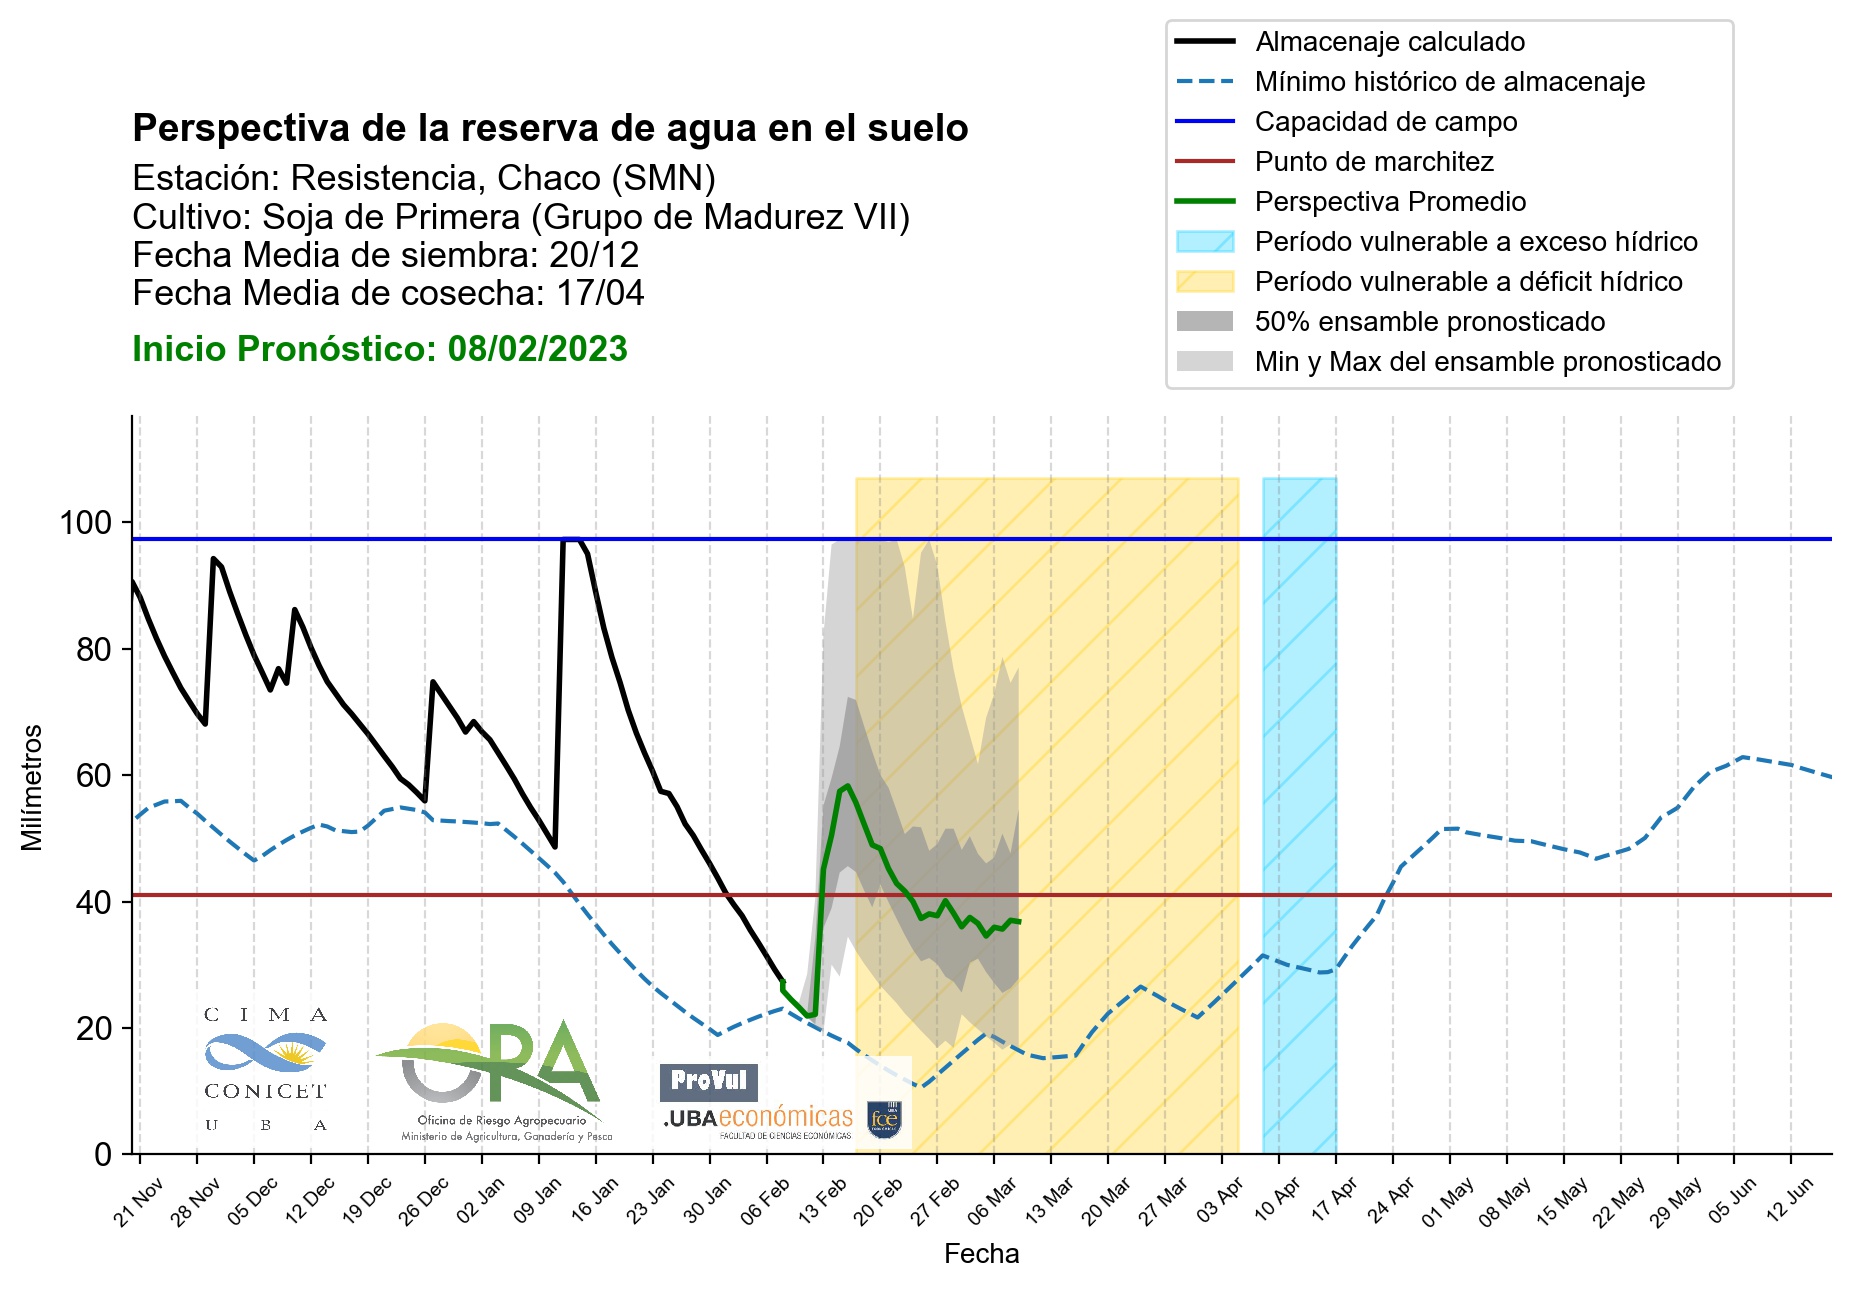 Almacenaje calculado
Mínimo histórico de almacenaje
Capacidad de campo
Punto de marchitez
Perspectiva Promedio
Período vulnerable a exceso hídrico
Período vulnerable a déficit hídrico
50% ensamble pronosticado
Min y Max del ensamble pronosticado
Perspectiva de la reserva de agua en el suelo
Estación: Resistencia, Chaco (SMN)
Cultivo: Soja de Primera (Grupo de Madurez VII)
Fecha Media de siembra: 20/12
Fecha Media de cosecha: 17/04
Inicio Pronóstico: 08/02/2023
Milímetros
100
80
60
40
20
0
C I M A
CONICET
U B A
ORA
Oficina de Riesgo Agropecuario
Ministerio de Agricultura, Ganadería y Pesca
ProVul
.UBAeconómicas
FACULTAD DE CIENCIAS ECONÓMICAS
UBA
fce
21 Nov
28 Nov
05 Dec
12 Dec
19 Dec
26 Dec
02 Jan
09 Jan
16 Jan
23 Jan
30 Jan
06 Feb
13 Feb
20 Feb
27 Feb
06 Mar
13 Mar
20 Mar
27 Mar
03 Apr
10 Apr
17 Apr
24 Apr
01 May
08 May
15 May
22 May
29 May
05 Jun
12 Jun
Fecha